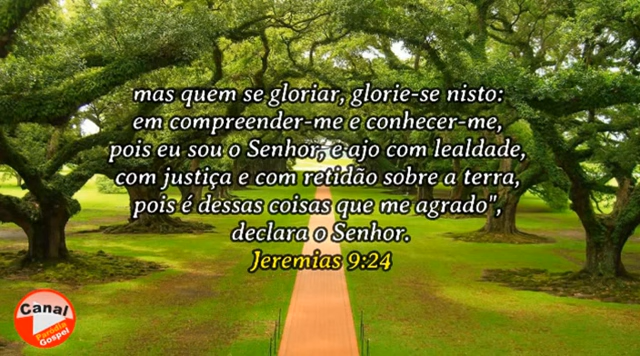 mas quem se gloriar, glorie-se nisto:
em compreender-me e conhecer-me,
pois eu sou o Senhor, e ajo com lealdade,
com justiça e com retidão sobre a terra,
pois é dessas coisas que me agrado",
declara o Senhor.
Jeremias 9:24
Canal
Paródia
Gospel